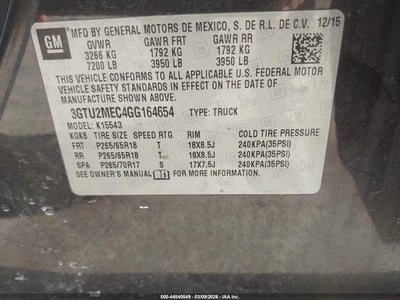 MFD BY GENERAL MOTORS DE MEXICO, S. DE R.L. DE C.V. 12/15
GM
GVWR GAWR FRT GAWR RR
3266 KG 1792 KG 1792 KG
7200 LB 3950 LB 3950 LB
THIS VEHICLE CONFORMS TO ALL APPLICABLE U.S. FEDERAL MOTOR
VEHICLE SAFETY STANDARDS IN EFFECT ON THE DATE OF
MANUFACTURE SHOWN ABOVE.
3GTU2MEC4GG164654 TYPE: TRUCK
MODEL: K15543
KGK8 TIRE SIZE SPEED RTG RIM COLD TIRE PRESSURE
FRT P265/65R18 T 18X8.5J 240KPA(35PSI)
RR P265/65R18 T 18X8.5J 240KPA(35PSI)
SPA P265/70R17 S 17X7.5J 240KPA(35PSI)
SEE OWNER'S MANUAL FOR MORE INFORMATION.
000-44540549 - 03/09/2026 -